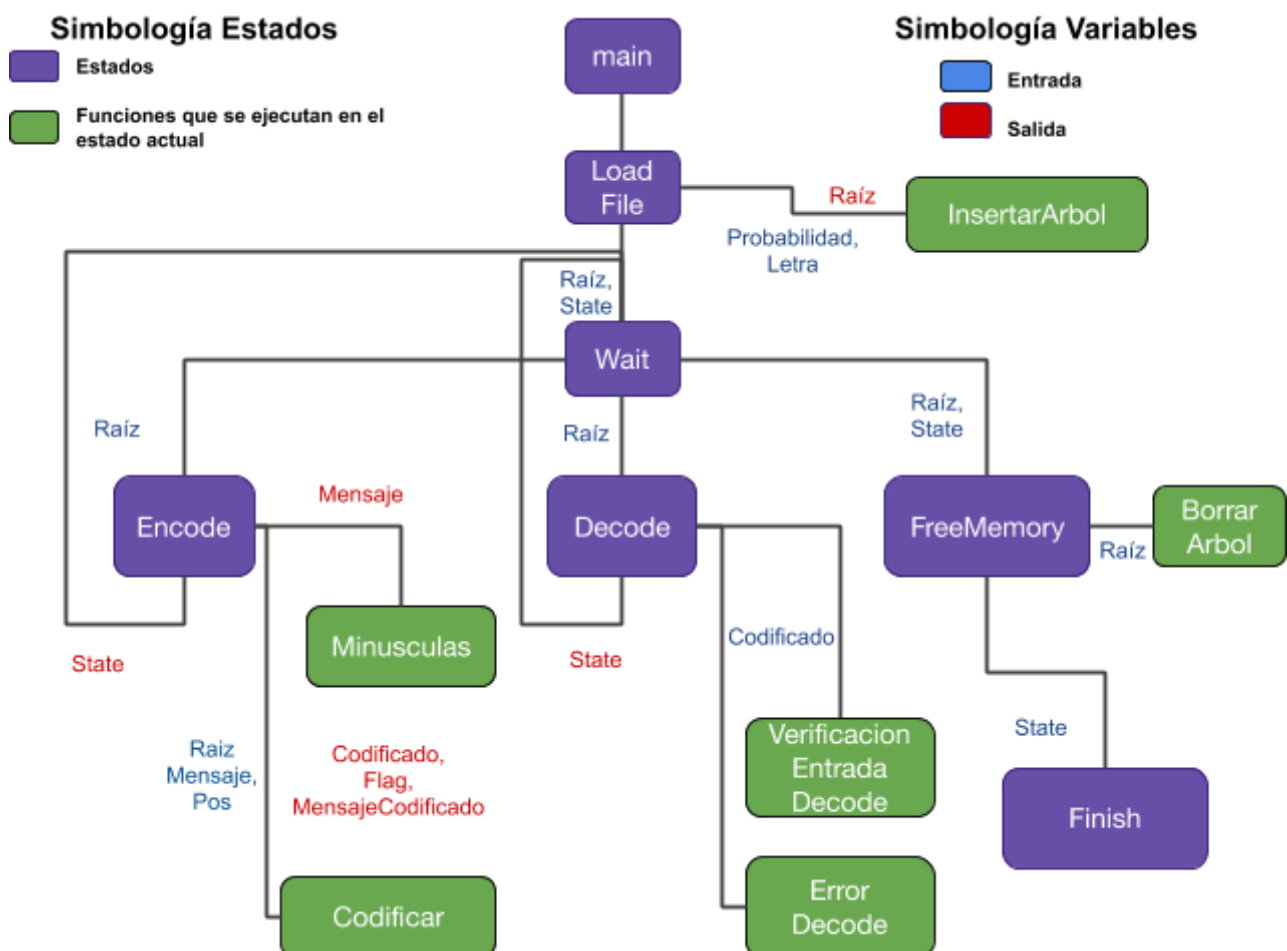 Simbología Estados
Estados
Funciones que se ejecutan en el
estado actual
main
Simbología Variables
Entrada
Salida
Load
File
Raíz
InsertarArbol
Probabilidad,
Letra
Raíz,
State
Wait
Raíz
Raíz
Raíz,
State
Encode
Mensaje
Decode
FreeMemory
Raíz
Borrar
Arbol
State
Minusculas
State
Codificado
Raiz
Mensaje,
Pos
Codificado,
Flag,
MensajeCodificado
Verificacion
Entrada
Decode
State
Finish
Codificar
Error
Decode